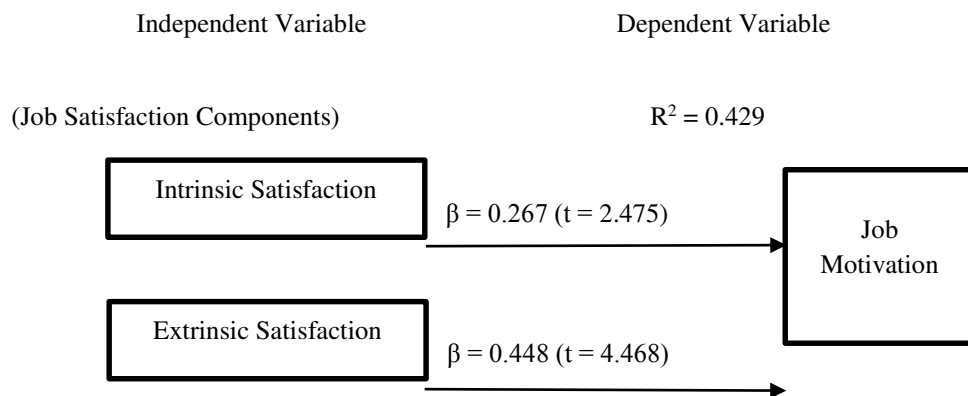 Independent Variable
Dependent Variable
(Job Satisfaction Components)
R² = 0.429
Intrinsic Satisfaction
β = 0.267 (t = 2.475)
Job
Motivation
Extrinsic Satisfaction
β = 0.448 (t = 4.468)